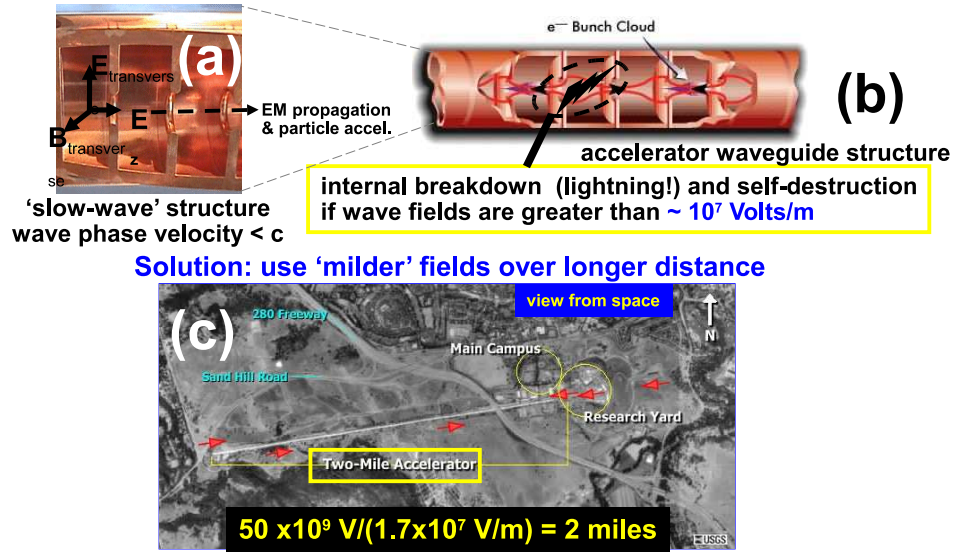 (a)
E
transvers
E
z
B
transver
se
EM propagation
& particle accel.
‘slow-wave’ structure
wave phase velocity < c
e⁻ Bunch Cloud
(b)
accelerator waveguide structure
internal breakdown (lightning!) and self-destruction
if wave fields are greater than ~ 10⁷ Volts/m
Solution: use ‘milder’ fields over longer distance
(c)
view from space
280 Freeway
N
Main Campus
Sand Hill Road
Research Yard
Two-Mile Accelerator
50 x10⁹ V/(1.7x10⁷ V/m) = 2 miles
USGS